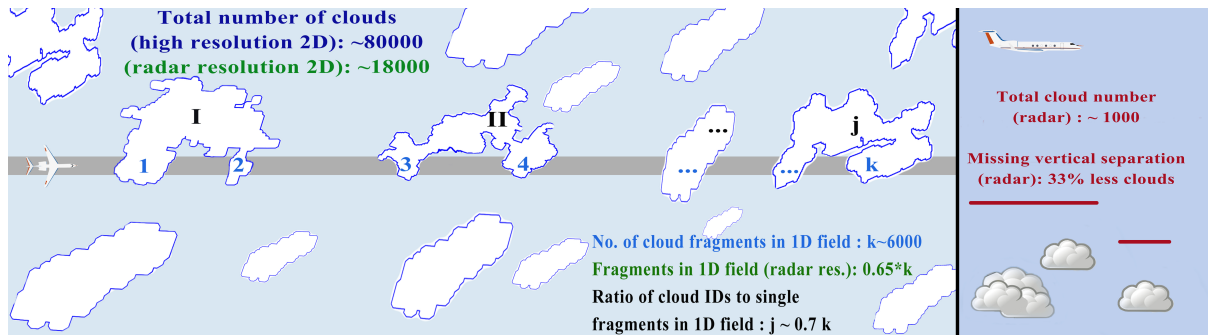 Total number of clouds
(high resolution 2D): ~80000
(radar resolution 2D): ~18000
I
II
j
1
2
3
4
...
...
...
k
No. of cloud fragments in 1D field : k~6000
Fragments in 1D field (radar res.): 0.65*k
Ratio of cloud IDs to single
fragments in 1D field : j ~ 0.7 k
Total cloud number
(radar) : ~ 1000
Missing vertical separation
(radar): 33% less clouds